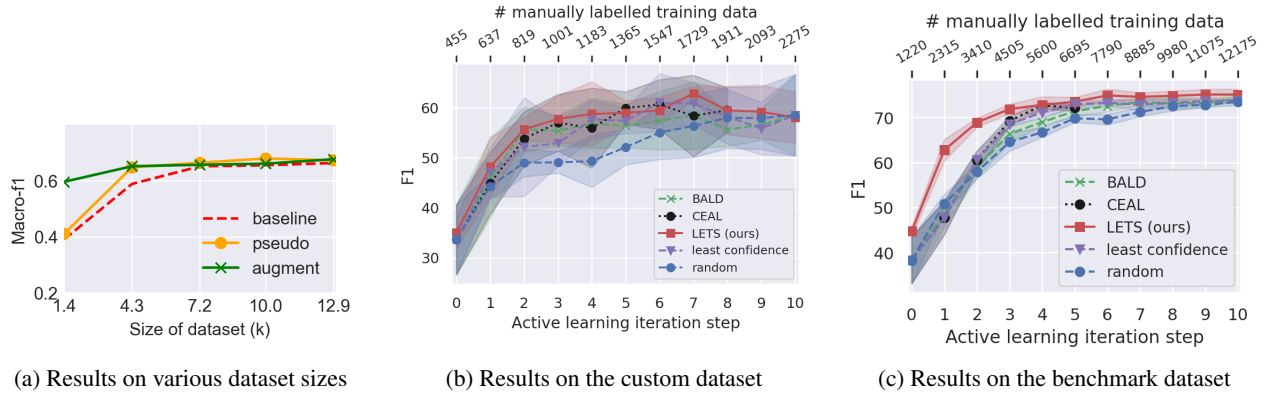 Macro-f1
0.6
0.4
0.2
1.4 4.3 7.2 10.0 12.9
Size of dataset (k)
baseline
pseudo
augment
(a) Results on various dataset sizes
# manually labelled training data
455 637 819 1001 1183 1365 1547 1729 1911 2093 2275
F1
60
50
40
30
BALD
CEAL
LETS (ours)
least confidence
random
0 1 2 3 4 5 6 7 8 9 10
Active learning iteration step
(b) Results on the custom dataset
# manually labelled training data
1220 2315 3410 4505 5600 6695 7790 8885 9980 11075 12175
F1
70
60
50
40
BALD
CEAL
LETS (ours)
least confidence
random
0 1 2 3 4 5 6 7 8 9 10
Active learning iteration step
(c) Results on the benchmark dataset